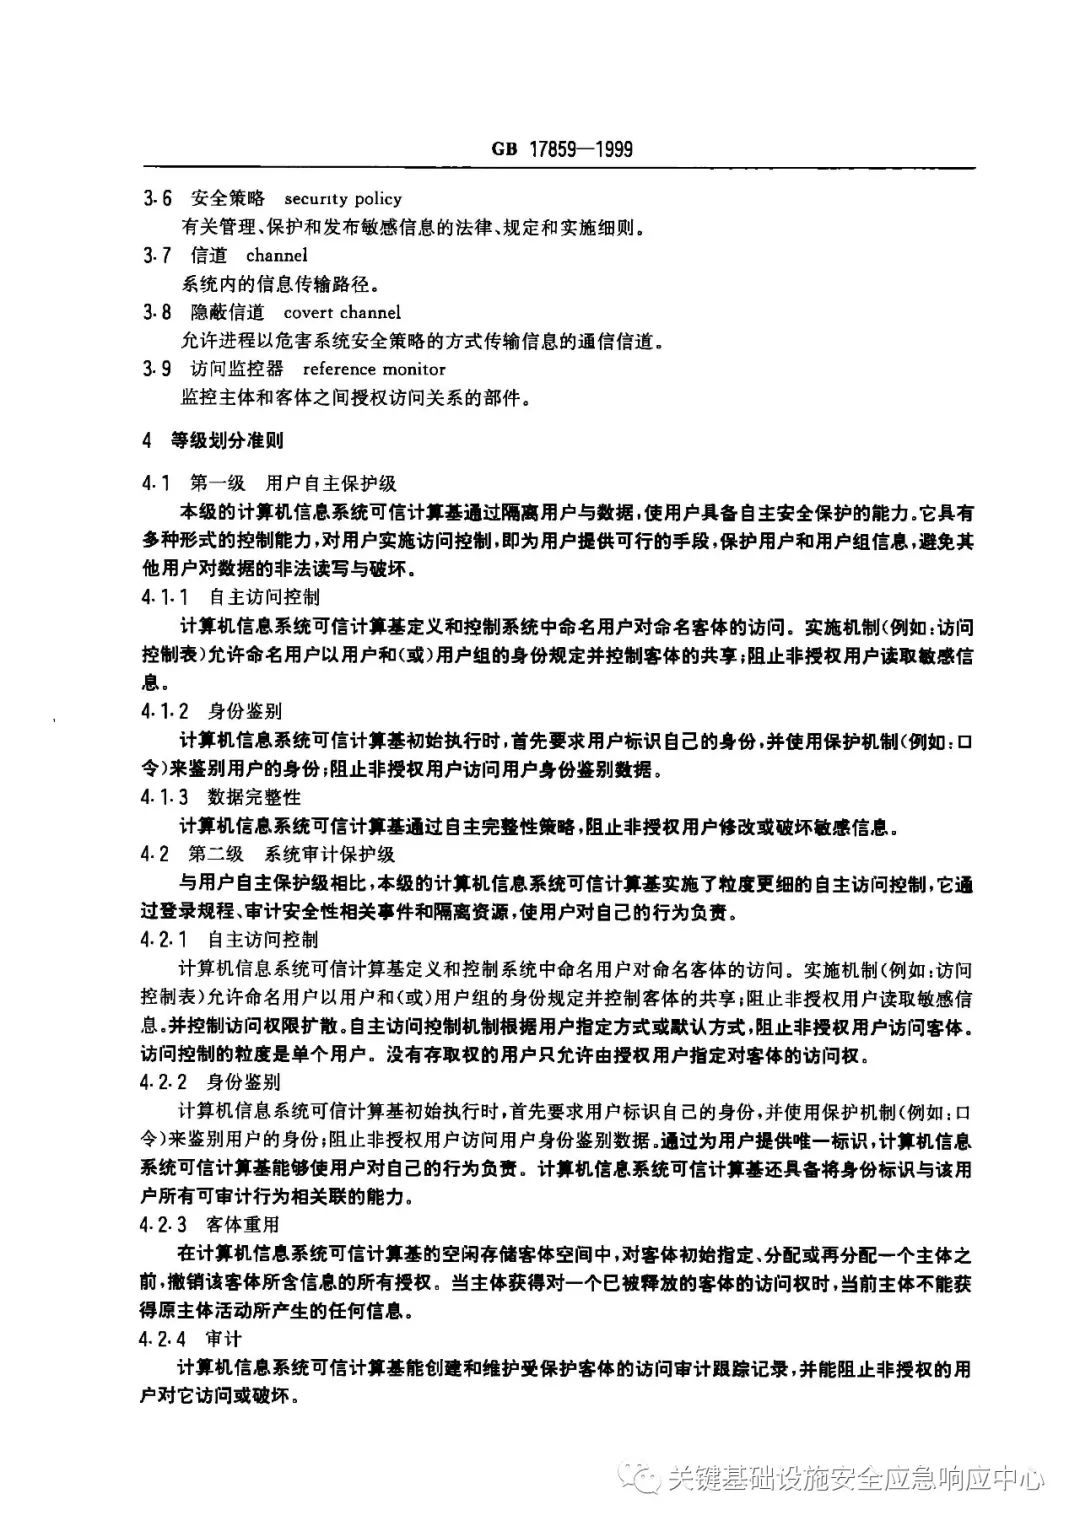 GB 17859—1999
3.6 安全策略 security policy
有关管理、保护和发布敏感信息的法律、规定和实施细则。
3.7 信道 channel
系统内的信息传输路径。
3.8 隐蔽信道 covert channel
允许进程以危害系统安全策略的方式传输信息的通信信道。
3.9 访问监控器 reference monitor
监控主体和客体之间授权访问关系的部件。
4 等级划分准则
4.1 第一级 用户自主保护级
本级的计算机信息系统可信计算基通过隔离用户与数据,使用户具备自主安全保护的能力。它具有
多种形式的控制能力,对用户实施访问控制,即为用户提供可行的手段,保护用户和用户组信息,避免其
他用户对数据的非法读写与破坏。
4.1.1 自主访问控制
计算机信息系统可信计算基定义和控制系统中命名用户对命名客体的访问。实施机制(例如:访问
控制表)允许命名用户以用户和(或)用户组的身份规定并控制客体的共享;阻止非授权用户读取敏感信
息。
4.1.2 身份鉴别
计算机信息系统可信计算基初始执行时,首先要求用户标识自己的身份,并使用保护机制(例如:口
令)来鉴别用户的身份;阻止非授权用户访问用户身份鉴别数据。
4.1.3 数据完整性
计算机信息系统可信计算基通过自主完整性策略,阻止非授权用户修改或破坏敏感信息。
4.2 第二级 系统审计保护级
与用户自主保护级相比,本级的计算机信息系统可信计算基实施了粒度更细的自主访问控制,它通
过登录规程、审计安全性相关事件和隔离资源,使用户对自己的行为负责。
4.2.1 自主访问控制
计算机信息系统可信计算基定义和控制系统中命名用户对命名客体的访问。实施机制(例如:访问
控制表)允许命名用户以用户和(或)用户组的身份规定并控制客体的共享;阻止非授权用户读取敏感信
息。并控制访问权限扩散。自主访问控制机制根据用户指定方式或默认方式,阻止非授权用户访问客体。
访问控制的粒度是单个用户。没有存取权的用户只允许由授权用户指定对客体的访问权。
4.2.2 身份鉴别
计算机信息系统可信计算基初始执行时,首先要求用户标识自己的身份,并使用保护机制(例如:口
令)来鉴别用户的身份;阻止非授权用户访问用户身份鉴别数据。通过为用户提供唯一标识,计算机信息
系统可信计算基能够使用户对自己的行为负责。计算机信息系统可信计算基还具备将身份标识与该用
户所有可审计行为相关联的能力。
4.2.3 客体重用
在计算机信息系统可信计算基的空闲存储客体空间中,对客体初始指定、分配或再分配一个主体之
前,撤销该客体所含信息的所有授权。当主体获得对一个已被释放的客体的访问权时,当前主体不能获
得原主体活动所产生的任何信息。
4.2.4 审计
计算机信息系统可信计算基能创建和维护受保护客体的访问审计跟踪记录,并能阻止非授权的用
户对它访问或破坏。
关键基础设施安全应急响应中心